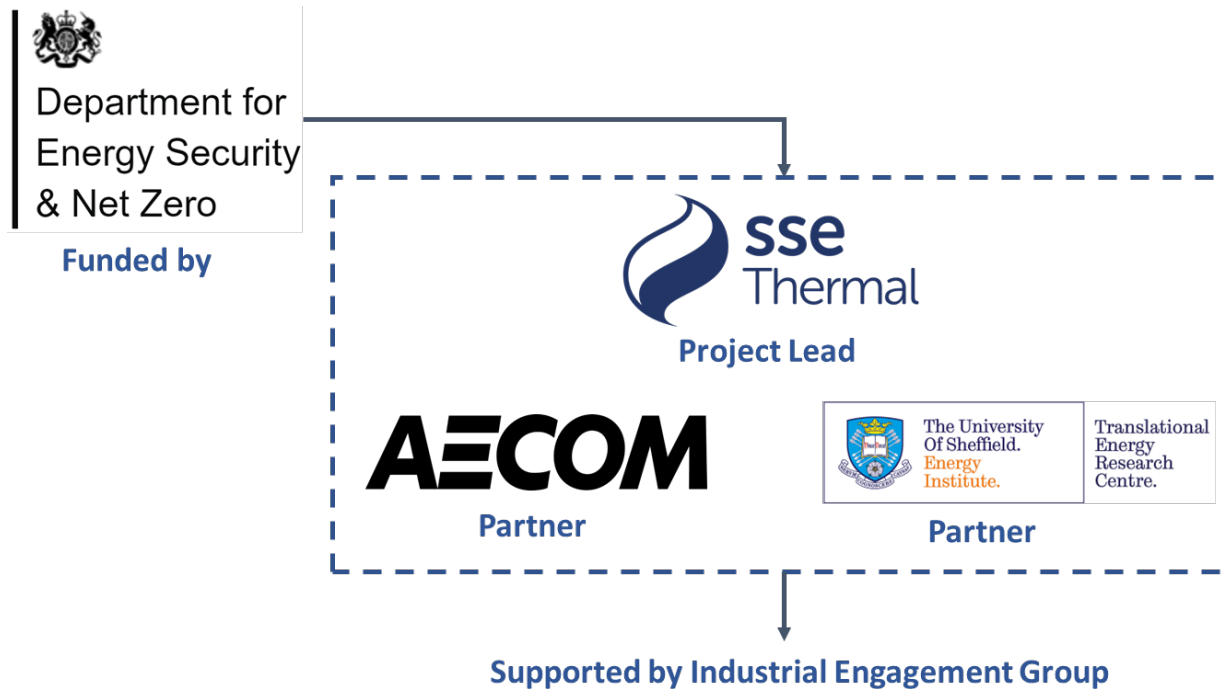 Department for
Energy Security
& Net Zero
Funded by
sse
Thermal
Project Lead
AECOM
Partner
The University
Of Sheffield.
Energy
Institute.
Translational
Energy
Research
Centre.
Partner
Supported by Industrial Engagement Group